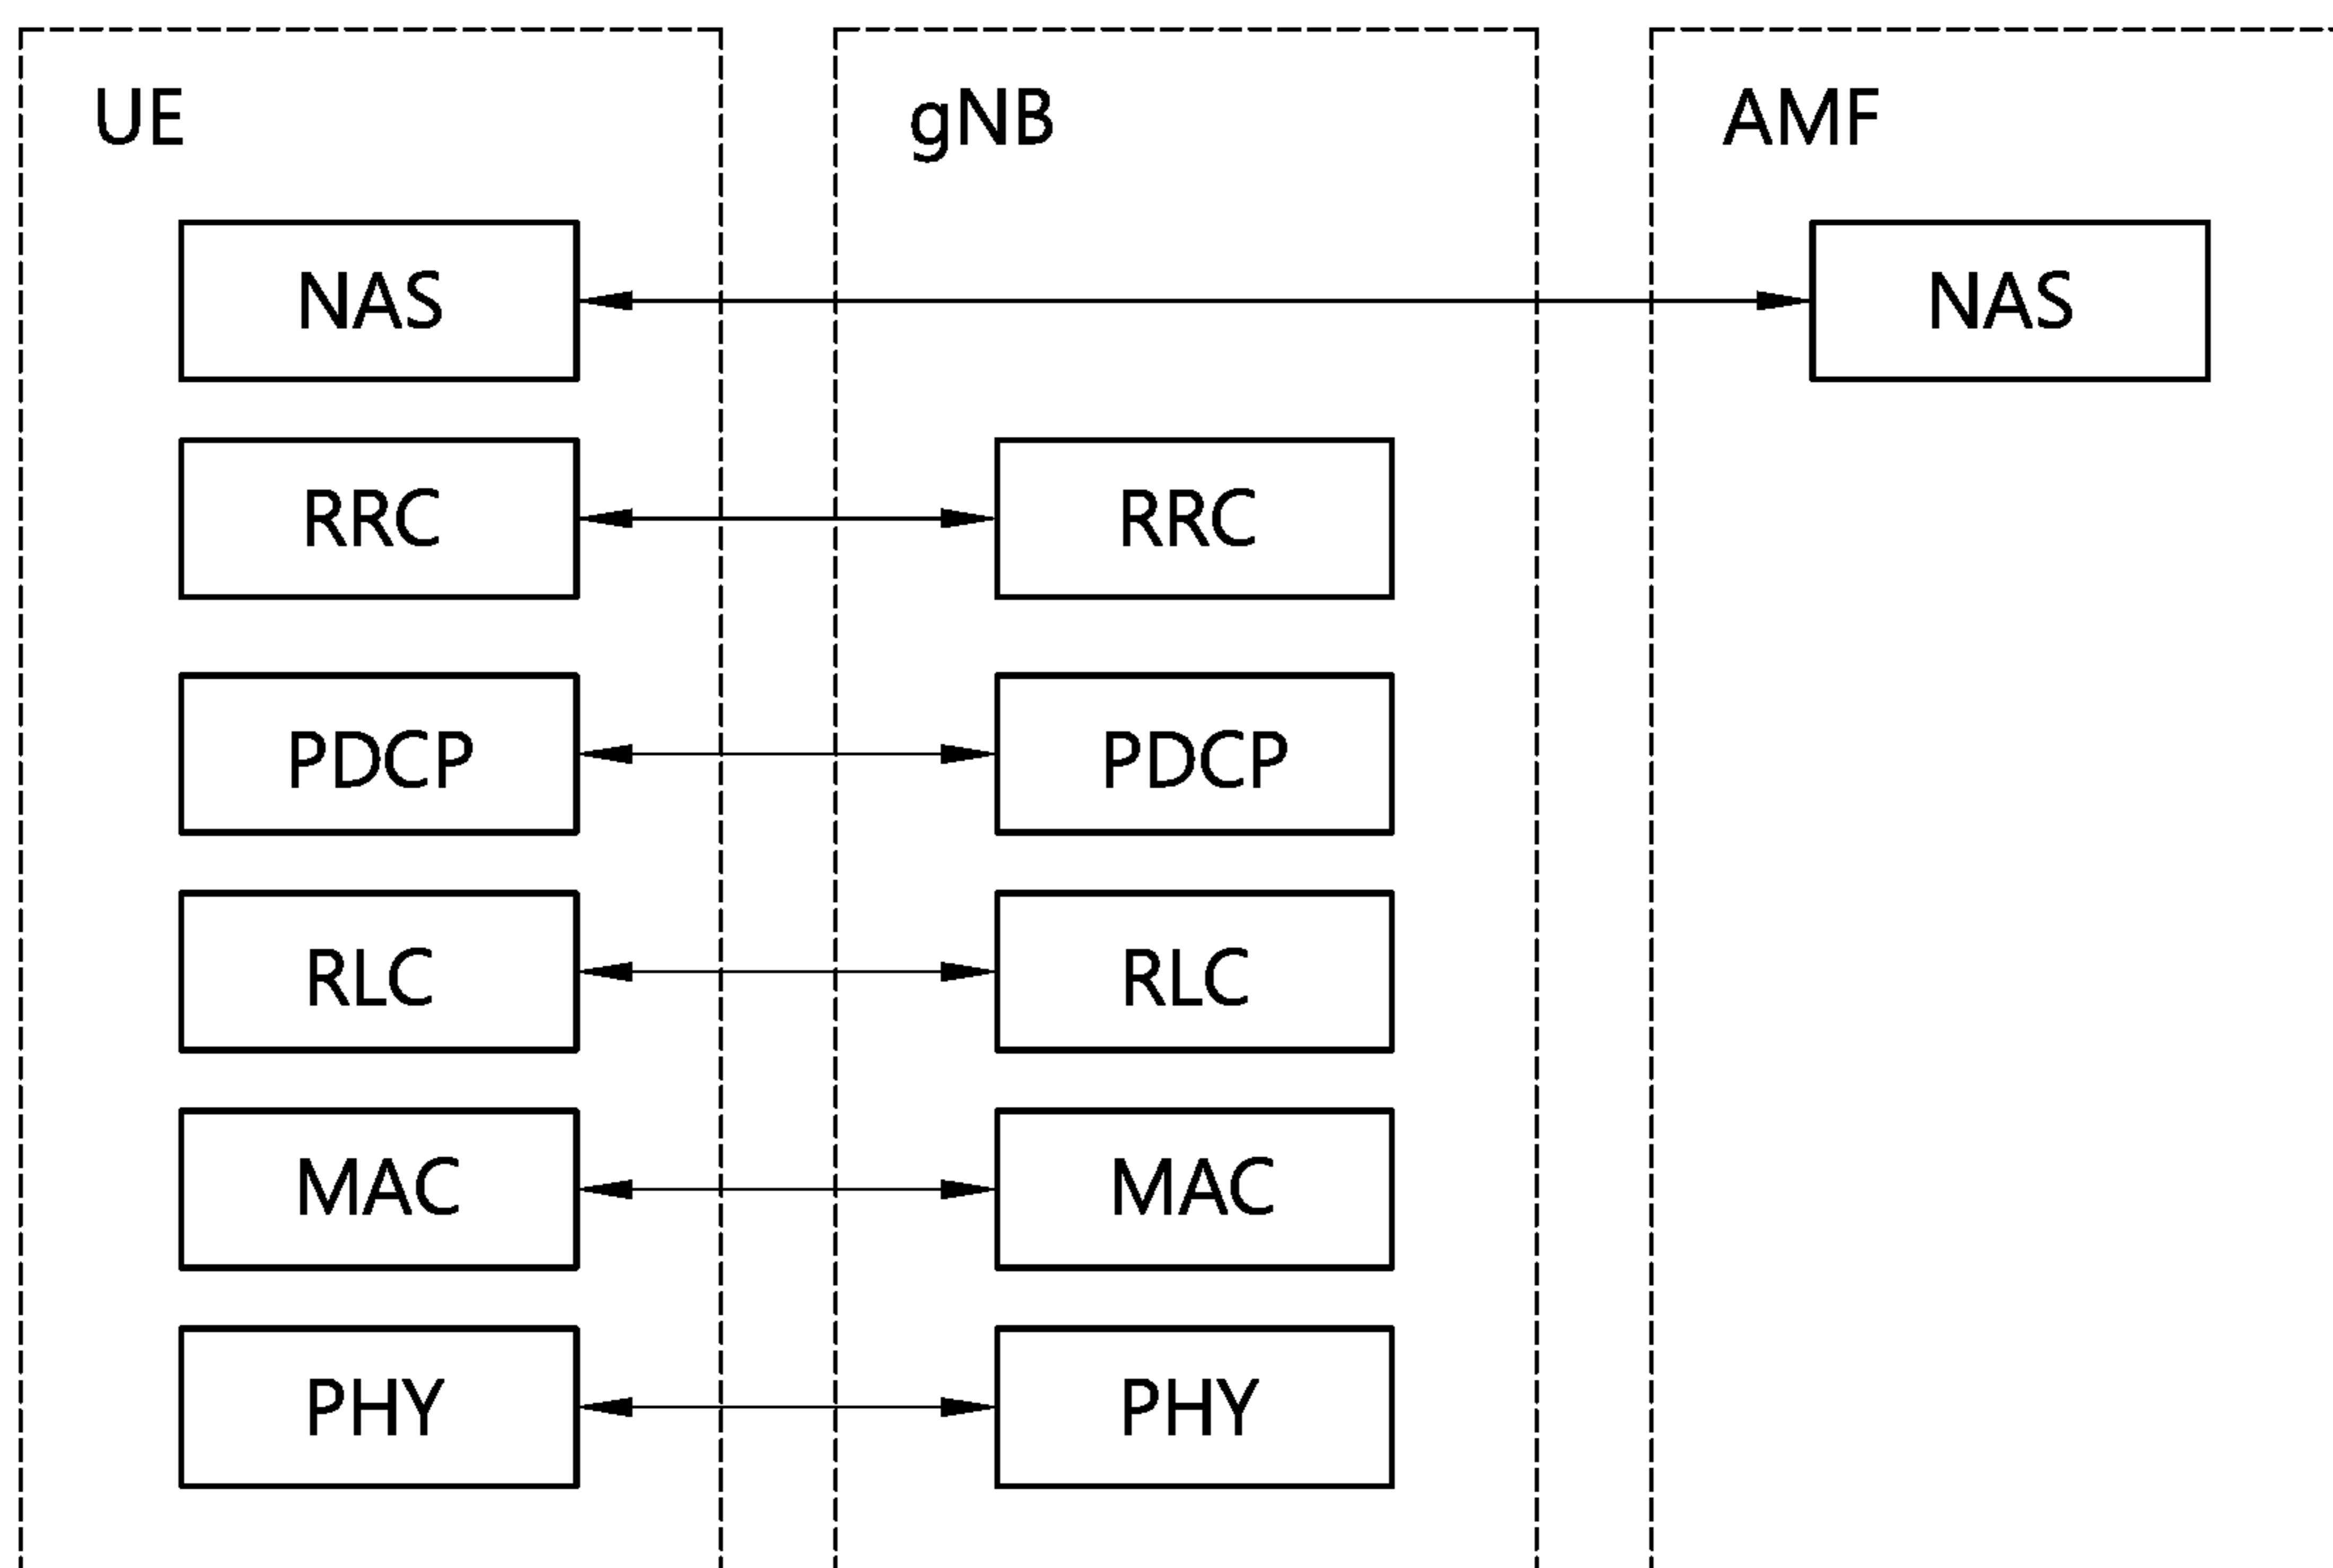 UE
gNB
AMF
NAS
NAS
RRC
RRC
PDCP
PDCP
RLC
RLC
MAC
MAC
PHY
PHY